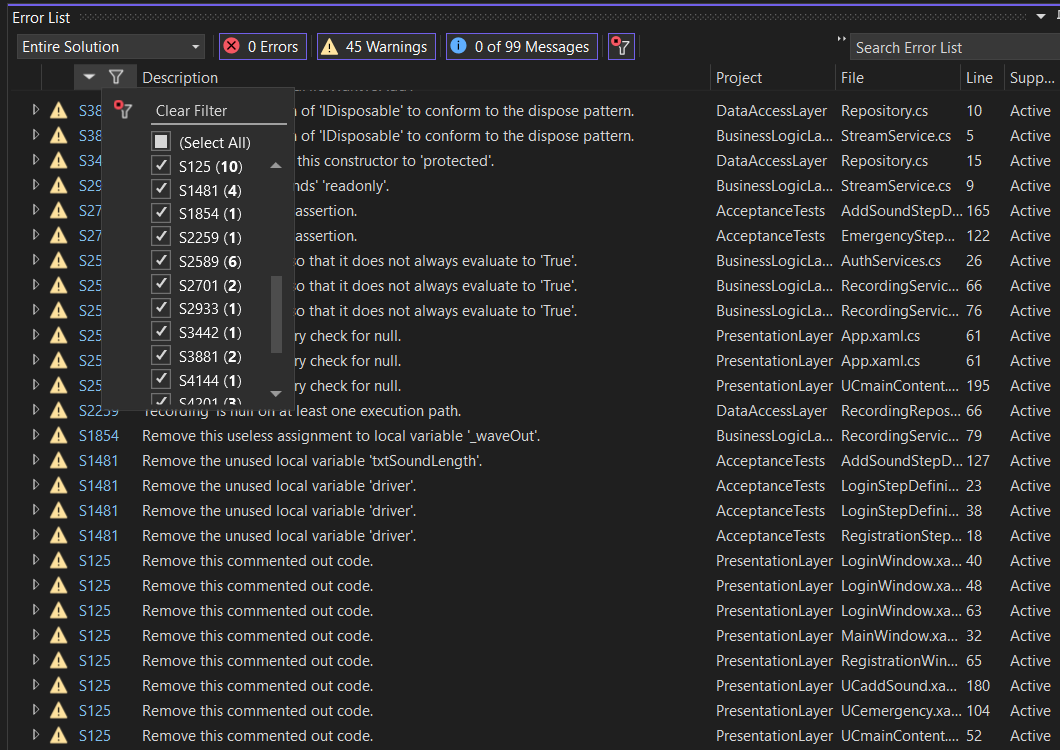 Error List
Entire Solution 0 Errors 45 Warnings 0 of 99 Messages Search Error List
Description Project File Line Supp...
Clear Filter
(Select All)
S125 (10)
S1481 (4)
S1854 (1)
S2259 (1)
S2589 (6)
S2701 (2)
S2933 (1)
S3442 (1)
S3881 (2)
S4144 (1)
S4201 (3)
S38 n of 'IDisposable' to conform to the dispose pattern. DataAccessLayer Repository.cs 10 Active
S38 n of 'IDisposable' to conform to the dispose pattern. BusinessLogicLa... StreamService.cs 5 Active
S34 this constructor to 'protected'. DataAccessLayer Repository.cs 15 Active
S29 nds' 'readonly'. BusinessLogicLa... StreamService.cs 9 Active
S27 assertion. AcceptanceTests AddSoundStepD... 165 Active
S27 assertion. AcceptanceTests EmergencyStep... 122 Active
S25 so that it does not always evaluate to 'True'. BusinessLogicLa... AuthServices.cs 26 Active
S25 so that it does not always evaluate to 'True'. BusinessLogicLa... RecordingServic... 66 Active
S25 so that it does not always evaluate to 'True'. BusinessLogicLa... RecordingServic... 76 Active
S25 ry check for null. PresentationLayer App.xaml.cs 61 Active
S25 ry check for null. PresentationLayer App.xaml.cs 61 Active
S25 ry check for null. PresentationLayer UCmainContent.... 195 Active
S2259 'recording' is null on at least one execution path. DataAccessLayer RecordingRepos... 66 Active
S1854 Remove this useless assignment to local variable '_waveOut'. BusinessLogicLa... RecordingServic... 79 Active
S1481 Remove the unused local variable 'txtSoundLength'. AcceptanceTests AddSoundStepD... 127 Active
S1481 Remove the unused local variable 'driver'. AcceptanceTests LoginStepDefini... 23 Active
S1481 Remove the unused local variable 'driver'. AcceptanceTests LoginStepDefini... 38 Active
S1481 Remove the unused local variable 'driver'. AcceptanceTests RegistrationStep... 18 Active
S125 Remove this commented out code. PresentationLayer LoginWindow.xa... 40 Active
S125 Remove this commented out code. PresentationLayer LoginWindow.xa... 48 Active
S125 Remove this commented out code. PresentationLayer LoginWindow.xa... 63 Active
S125 Remove this commented out code. PresentationLayer MainWindow.xa... 32 Active
S125 Remove this commented out code. PresentationLayer RegistrationWin... 65 Active
S125 Remove this commented out code. PresentationLayer UCaddSound.xa... 180 Active
S125 Remove this commented out code. PresentationLayer UCemergency.xa... 104 Active
S125 Remove this commented out code. PresentationLayer UCmainContent.... 52 Active